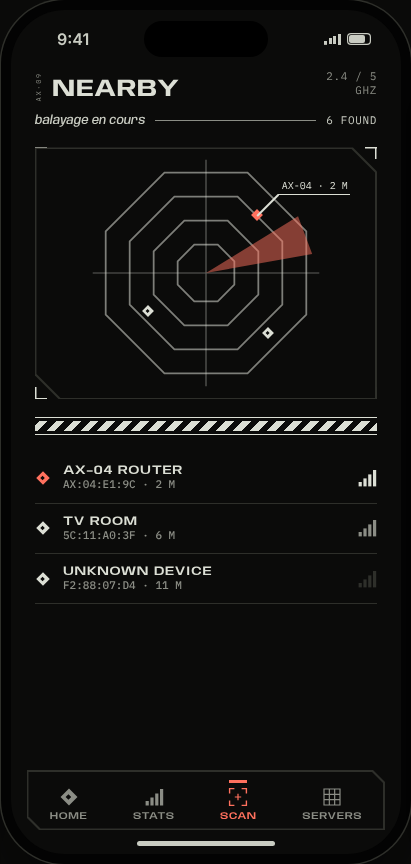 9:41
AX-09
NEARBY
2.4 / 5
GHZ
balayage en cours
6 FOUND
AX-04 · 2 M
AX-04 ROUTER
AX:04:E1:9C · 2 M
TV ROOM
5C:11:A0:3F · 6 M
UNKNOWN DEVICE
F2:88:07:D4 · 11 M
HOME
STATS
SCAN
SERVERS